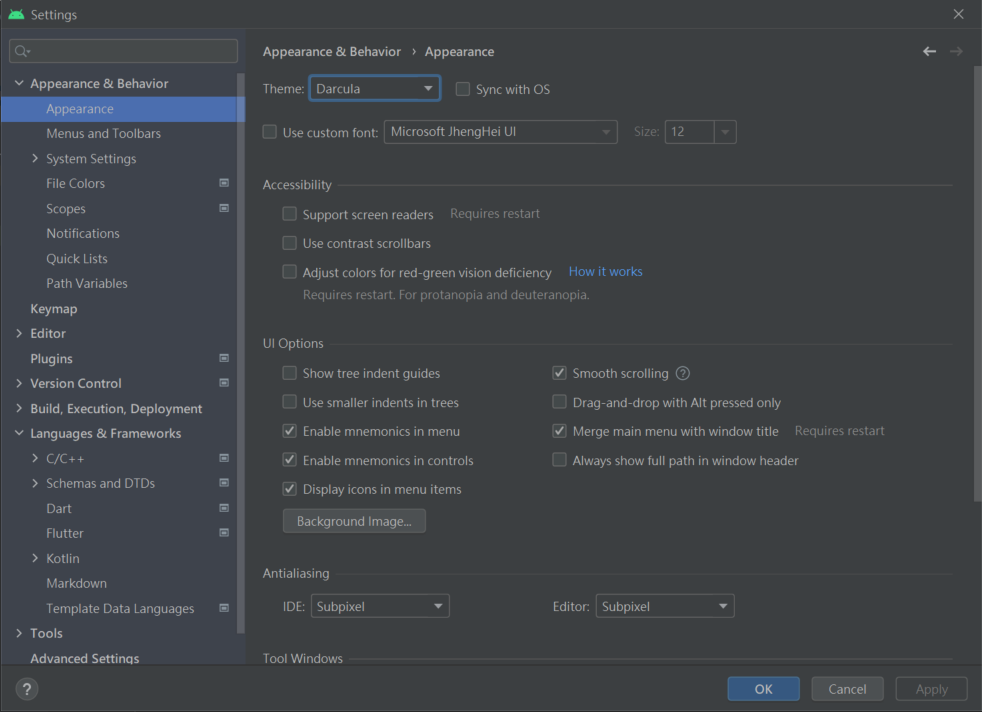 Settings
Appearance & Behavior
Appearance
Menus and Toolbars
System Settings
File Colors
Scopes
Notifications
Quick Lists
Path Variables
Keymap
Editor
Plugins
Version Control
Build, Execution, Deployment
Languages & Frameworks
C/C++
Schemas and DTDs
Dart
Flutter
Kotlin
Markdown
Template Data Languages
Tools
Advanced Settings
Appearance & Behavior › Appearance
Theme: Darcula Sync with OS
Use custom font: Microsoft JhengHei UI Size: 12
Accessibility
Support screen readers Requires restart
Use contrast scrollbars
Adjust colors for red-green vision deficiency How it works
Requires restart. For protanopia and deuteranopia.
UI Options
Show tree indent guides Smooth scrolling ?
Use smaller indents in trees Drag-and-drop with Alt pressed only
Enable mnemonics in menu Merge main menu with window title Requires restart
Enable mnemonics in controls Always show full path in window header
Display icons in menu items
Background Image...
Antialiasing
IDE: Subpixel Editor: Subpixel
Tool Windows
? OK Cancel Apply